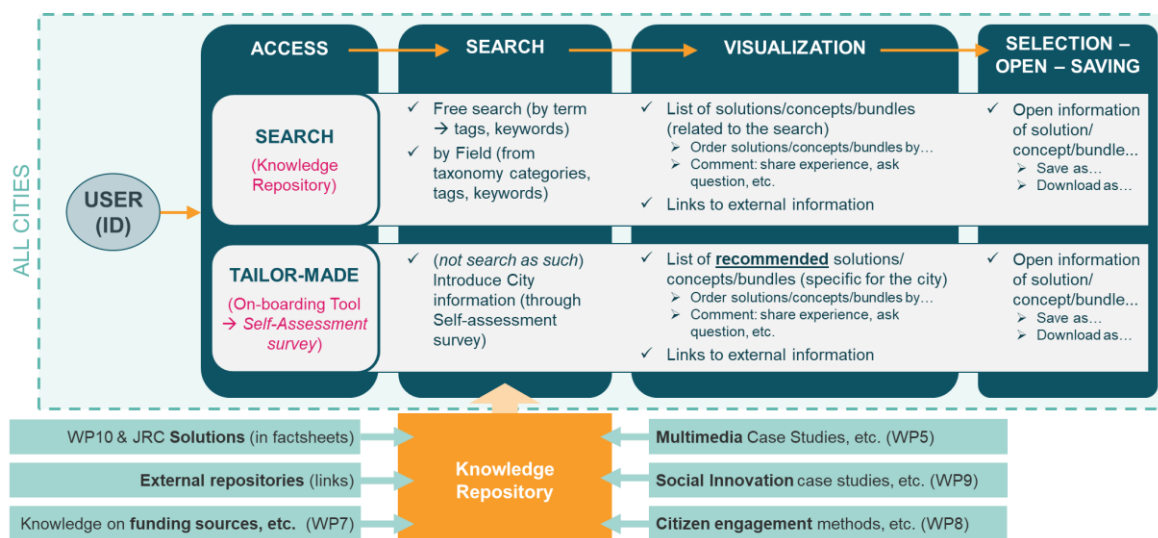 ALL CITIES
USER
(ID)
ACCESS
SEARCH
VISUALIZATION
SELECTION –
OPEN – SAVING
SEARCH
(Knowledge
Repository)
✓ Free search (by term
→ tags, keywords)
✓ by Field (from
taxonomy categories,
tags, keywords)
✓ List of solutions/concepts/bundles
(related to the search)
➢ Order solutions/concepts/bundles by…
➢ Comment: share experience, ask
question, etc.
✓ Links to external information
✓ Open information
of solution/
concept/bundle...
➢ Save as…
➢ Download as…
TAILOR-MADE
(On-boarding Tool
→ Self-Assessment
survey)
✓ (not search as such)
Introduce City
information (through
Self-assessment
survey)
✓ List of recommended solutions/
concepts/bundles (specific for the city)
➢ Order solutions/concepts/bundles by…
➢ Comment: share experience, ask
question, etc.
✓ Links to external information
✓ Open information
of solution/
concept/bundle...
➢ Save as…
➢ Download as…
WP10 & JRC Solutions (in factsheets)
External repositories (links)
Knowledge on funding sources, etc. (WP7)
Knowledge
Repository
Multimedia Case Studies, etc. (WP5)
Social Innovation case studies, etc. (WP9)
Citizen engagement methods, etc. (WP8)